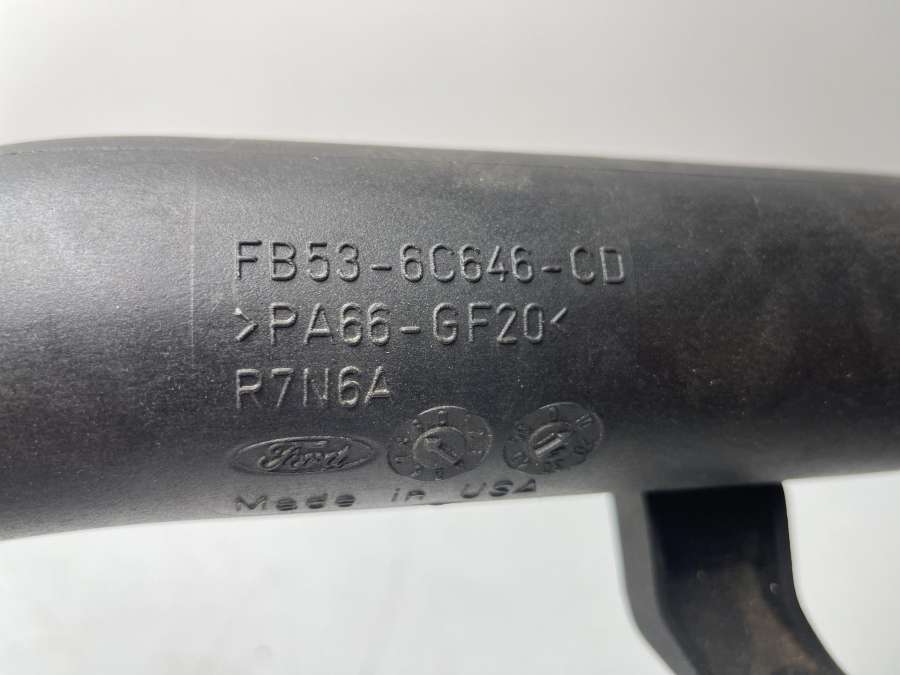 FB53-6C646-CD
>PA66-GF20<
R7N6A
Ford
Made in USA